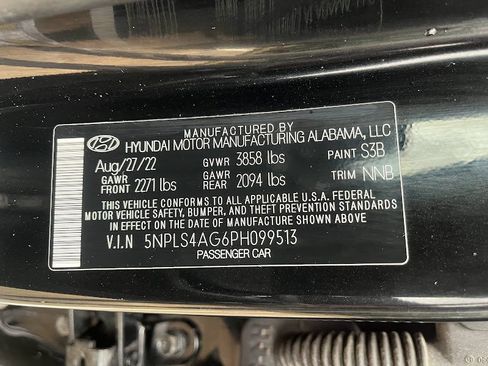 MANUFACTURED BY
HYUNDAI MOTOR MANUFACTURING ALABAMA, LLC
Aug/27/22 GVWR 3858 lbs PAINT S3B
GAWR FRONT 2271 lbs GAWR REAR 2094 lbs TRIM NNB
THIS VEHICLE CONFORMS TO ALL APPLICABLE U.S.A. FEDERAL
MOTOR VEHICLE SAFETY, BUMPER, AND THEFT PREVENTION STANDARDS
IN EFFECT ON THE DATE OF MANUFACTURE SHOWN ABOVE.
V.I.N 5NPLS4AG6PH099513
PASSENGER CAR